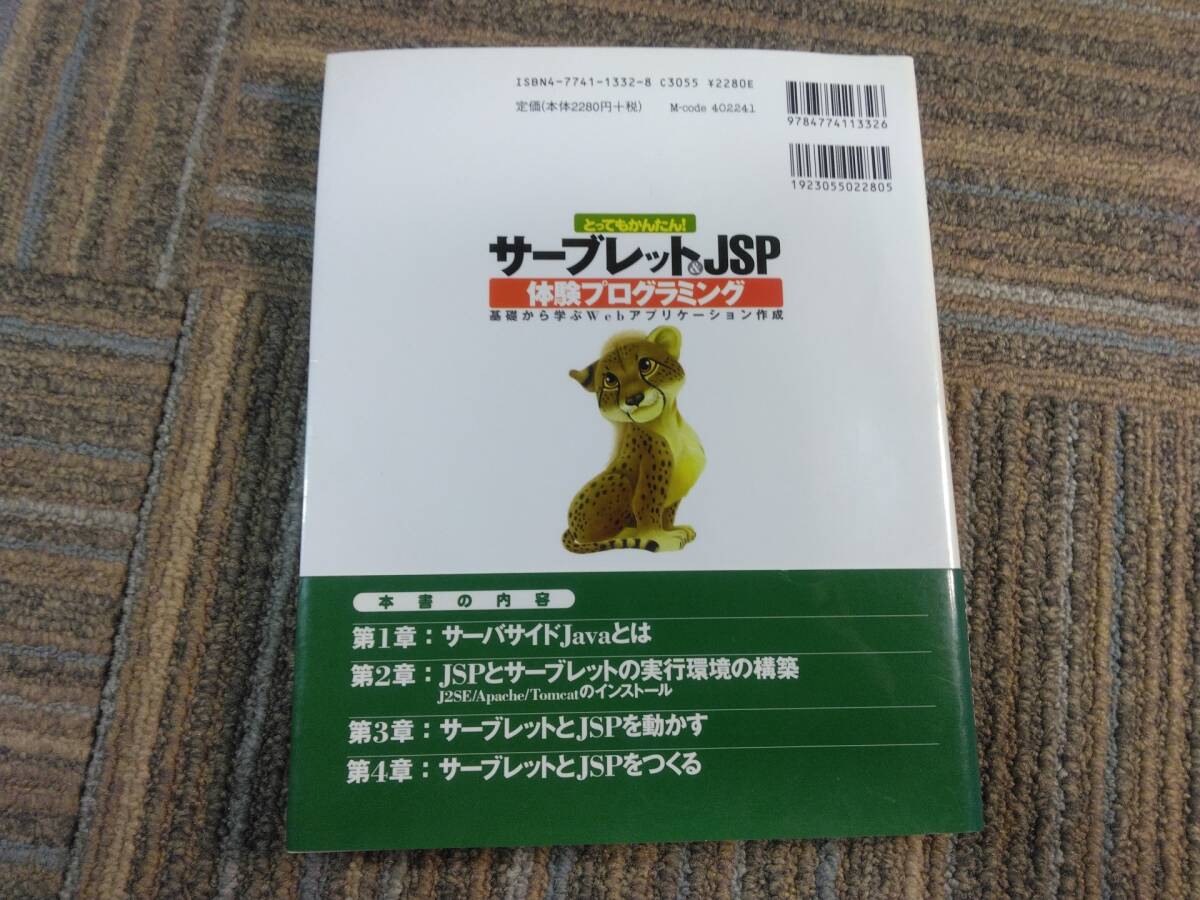 ISBN4-7741-1332-8 C3055 ¥2280E
定価(本体2280円+税) M-code 402241
9784774113326
1923055022805
とってもかんたん!
サーブレット&JSP
体験プログラミング
基礎から学ぶWebアプリケーション作成
本書の内容
第1章:サーバサイドJavaとは
第2章:JSPとサーブレットの実行環境の構築
J2SE/Apache/Tomcatのインストール
第3章:サーブレットとJSPを動かす
第4章:サーブレットとJSPをつくる